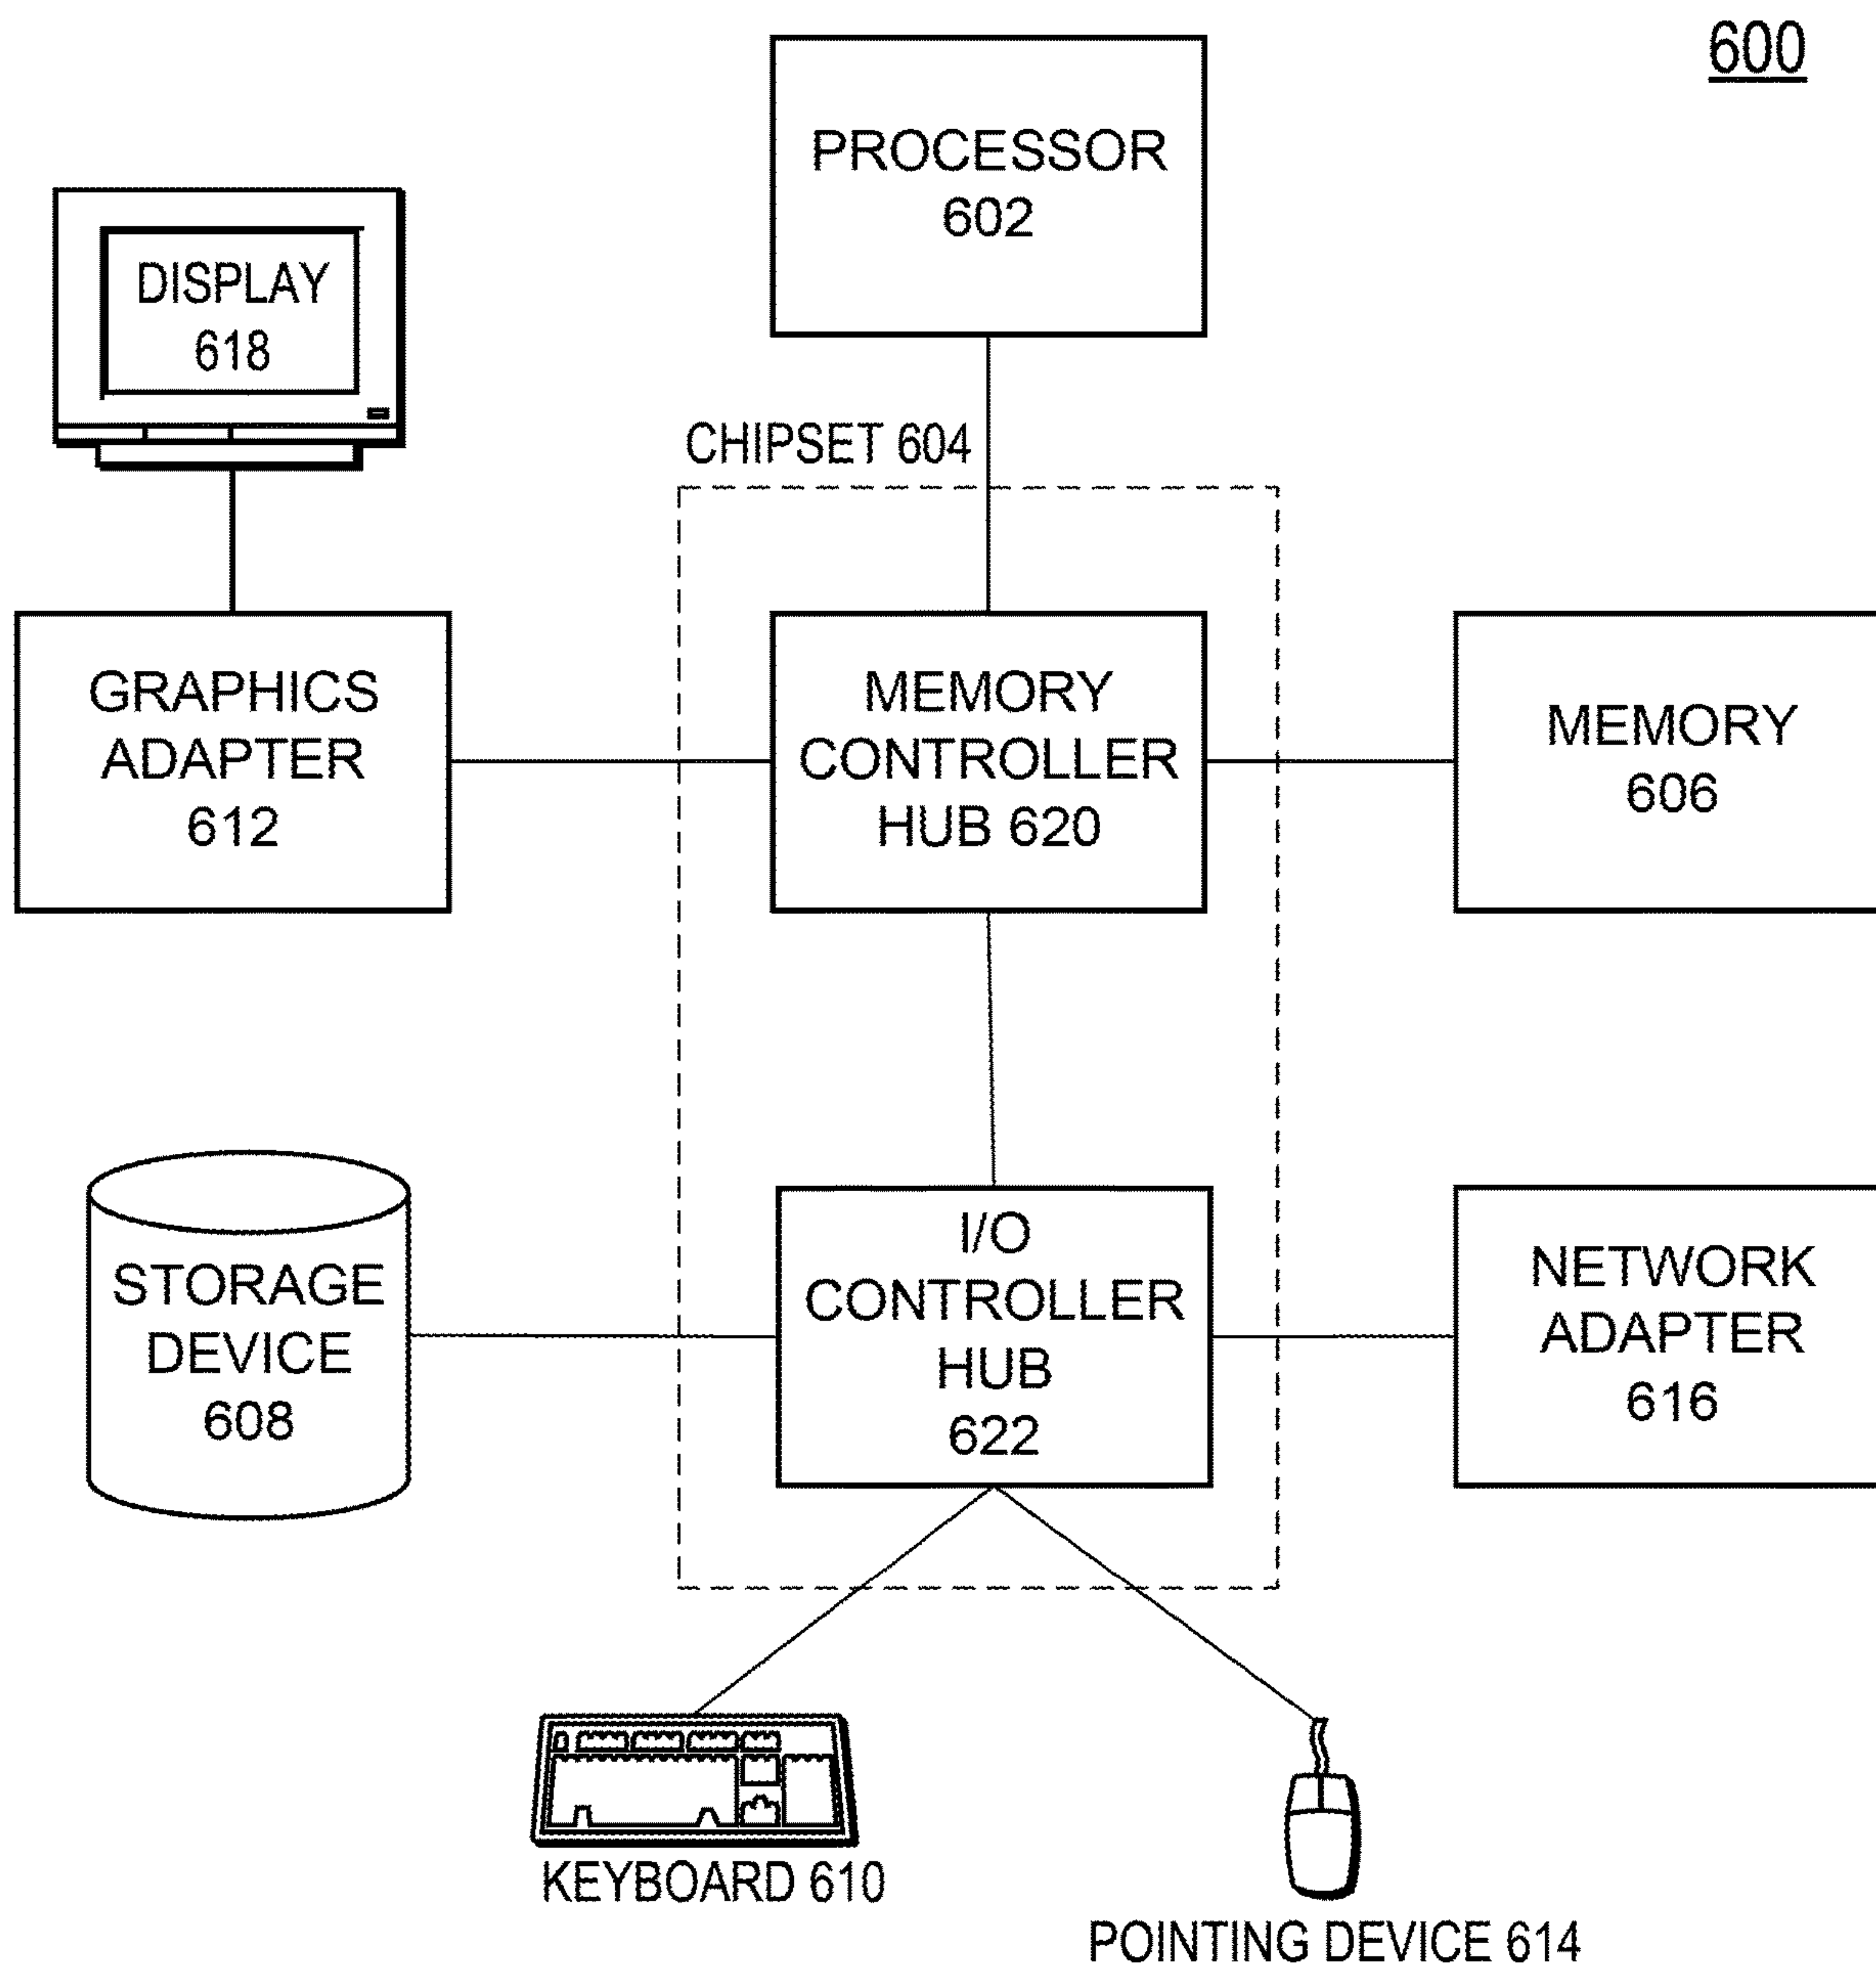 600
PROCESSOR
602
DISPLAY
618
CHIPSET 604
GRAPHICS
ADAPTER
612
MEMORY
CONTROLLER
HUB 620
MEMORY
606
STORAGE
DEVICE
608
I/O
CONTROLLER
HUB
622
NETWORK
ADAPTER
616
KEYBOARD 610
POINTING DEVICE 614